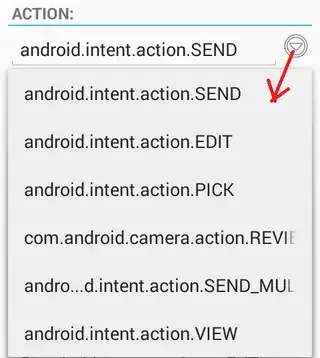 ACTION:
android.intent.action.SEND
android.intent.action.SEND
android.intent.action.EDIT
android.intent.action.PICK
com.android.camera.action.REVIE
andro...d.intent.action.SEND_MUL
android.intent.action.VIEW